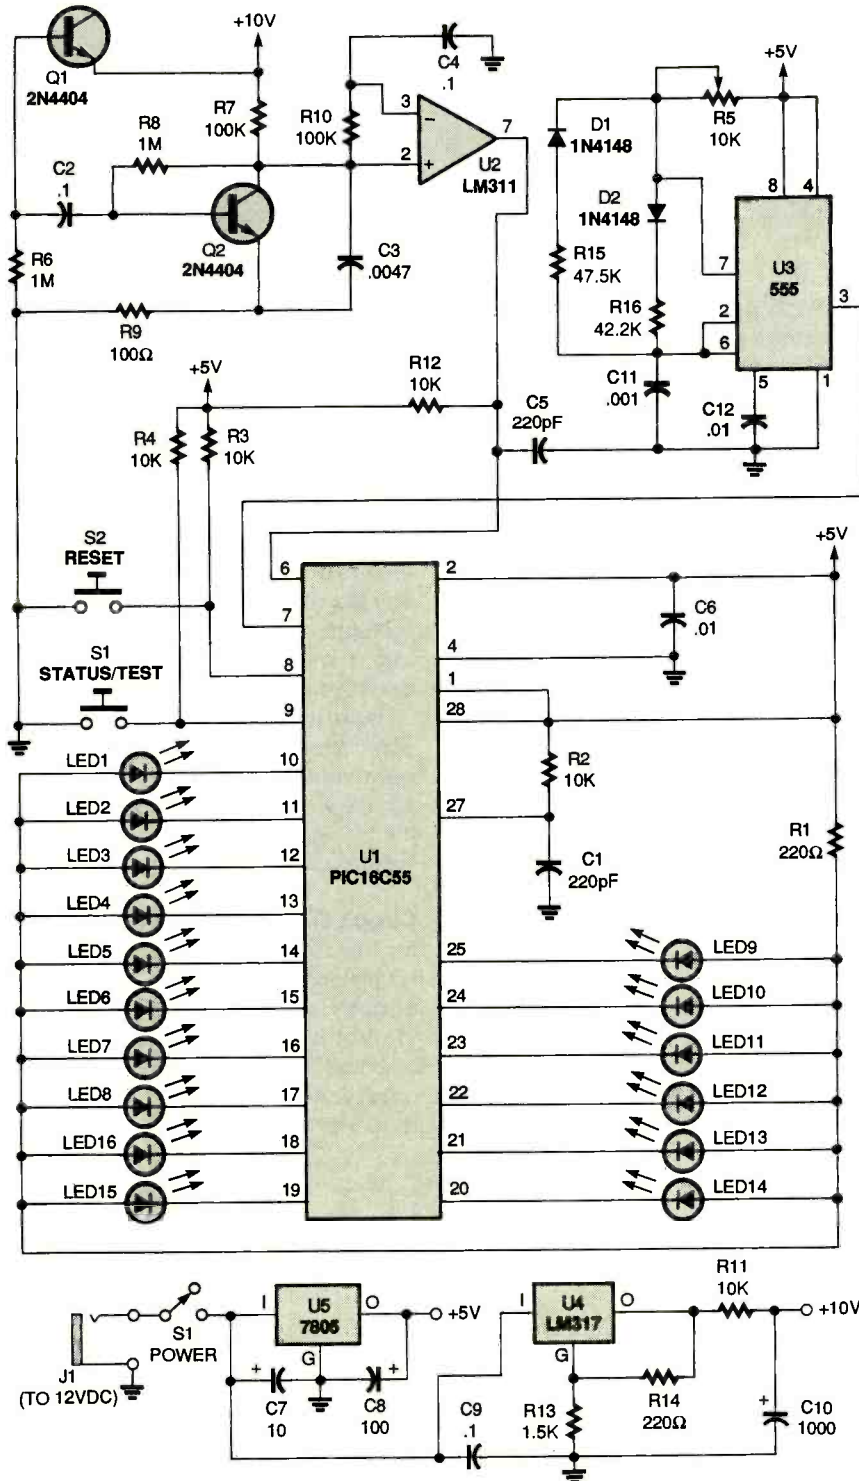 +10V
Q1
2N4404
R7
100K
R8
1M
C2
.1
Q2
2N4404
R6
1M
R9
100Ω
R10
100K
C4
.1
3
−
2
+
7
U2
LM311
C3
.0047
+5V
D1
1N4148
R5
10K
D2
1N4148
8
4
R15
47.5K
7
U3
555
3
R16
42.2K
2
6
C11
.001
5
1
C12
.01
C5
220pF
R12
10K
+5V
R4
10K
R3
10K
S2
RESET
S1
STATUS/TEST
6
7
8
9
10
11
12
13
14
15
16
17
18
19
U1
PIC16C55
2
4
1
28
27
25
24
23
22
21
20
+5V
C6
.01
R2
10K
C1
220pF
R1
220Ω
LED1
LED2
LED3
LED4
LED5
LED6
LED7
LED8
LED16
LED15
LED9
LED10
LED11
LED12
LED13
LED14
J1
(TO 12VDC)
S1
POWER
I
U5
7805
O
G
+5V
+
C7
10
C8
100
+
I
U4
LM317
O
G
R11
10K
+10V
C9
.1
R13
1.5K
R14
220Ω
+
C10
1000